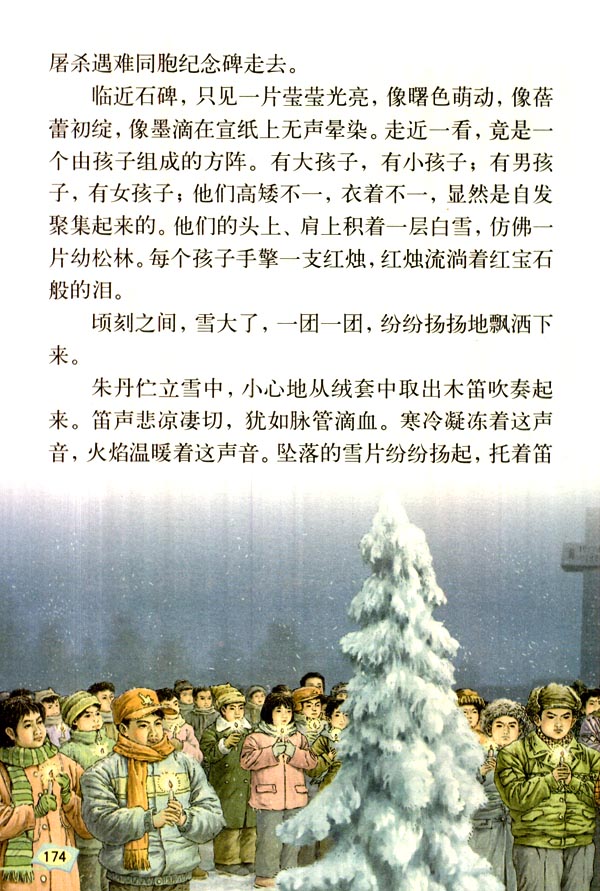 屠杀遇难同胞纪念碑走去。
临近石碑，只见一片莹莹光亮，像曙色萌动，像蓓
蕾初绽，像墨滴在宣纸上无声晕染。走近一看，竟是一
个由孩子组成的方阵。有大孩子，有小孩子；有男孩
子，有女孩子；他们高矮不一，衣着不一，显然是自发
聚集起来的。他们的头上、肩上积着一层白雪，仿佛一
片幼松林。每个孩子手擎一支红烛，红烛流淌着红宝石
般的泪。
顷刻之间，雪大了，一团一团，纷纷扬扬地飘洒下
来。
朱丹伫立雪中，小心地从绒套中取出木笛吹奏起
来。笛声悲凉凄切，犹如脉管滴血。寒冷凝冻着这声
音，火焰温暖着这声音。坠落的雪片纷纷扬起，托着笛
174